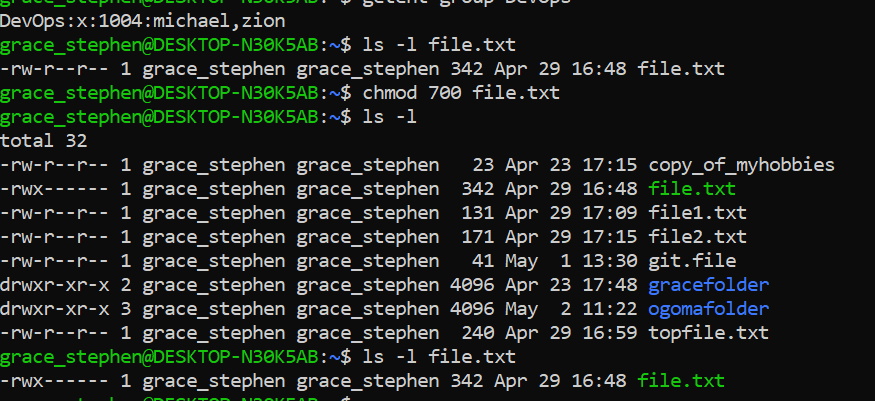 getent group DevOps
DevOps:x:1004:michael,zion
grace_stephen@DESKTOP-N30K5AB:~$ ls -l file.txt
-rw-r--r-- 1 grace_stephen grace_stephen 342 Apr 29 16:48 file.txt
grace_stephen@DESKTOP-N30K5AB:~$ chmod 700 file.txt
grace_stephen@DESKTOP-N30K5AB:~$ ls -l
total 32
-rw-r--r-- 1 grace_stephen grace_stephen   23 Apr 23 17:15 copy_of_myhobbies
-rwx------ 1 grace_stephen grace_stephen  342 Apr 29 16:48 file.txt
-rw-r--r-- 1 grace_stephen grace_stephen  131 Apr 29 17:09 file1.txt
-rw-r--r-- 1 grace_stephen grace_stephen  171 Apr 29 17:15 file2.txt
-rw-r--r-- 1 grace_stephen grace_stephen   41 May  1 13:30 git.file
drwxr-xr-x 2 grace_stephen grace_stephen 4096 Apr 23 17:48 gracefolder
drwxr-xr-x 3 grace_stephen grace_stephen 4096 May  2 11:22 ogomafolder
-rw-r--r-- 1 grace_stephen grace_stephen  240 Apr 29 16:59 topfile.txt
grace_stephen@DESKTOP-N30K5AB:~$ ls -l file.txt
-rwx------ 1 grace_stephen grace_stephen 342 Apr 29 16:48 file.txt